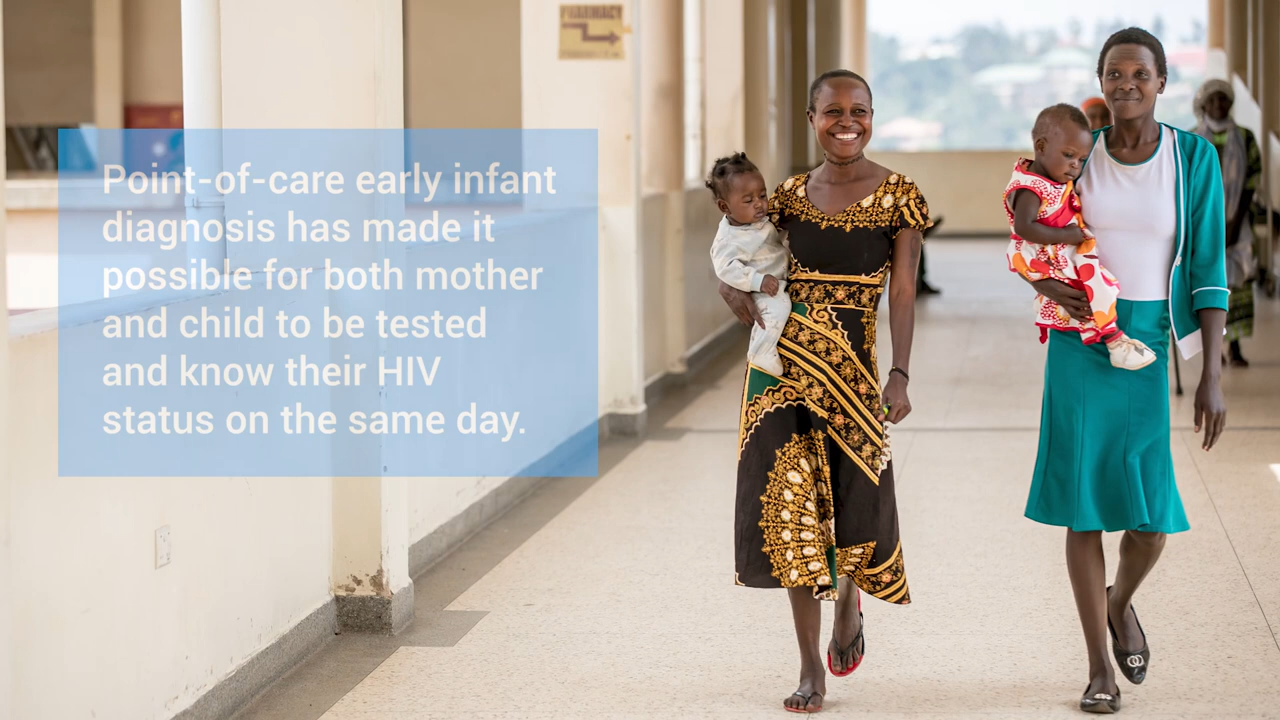 PHARMACY
Point-of-care early infant
diagnosis has made it
possible for both mother
and child to be tested
and know their HIV
status on the same day.